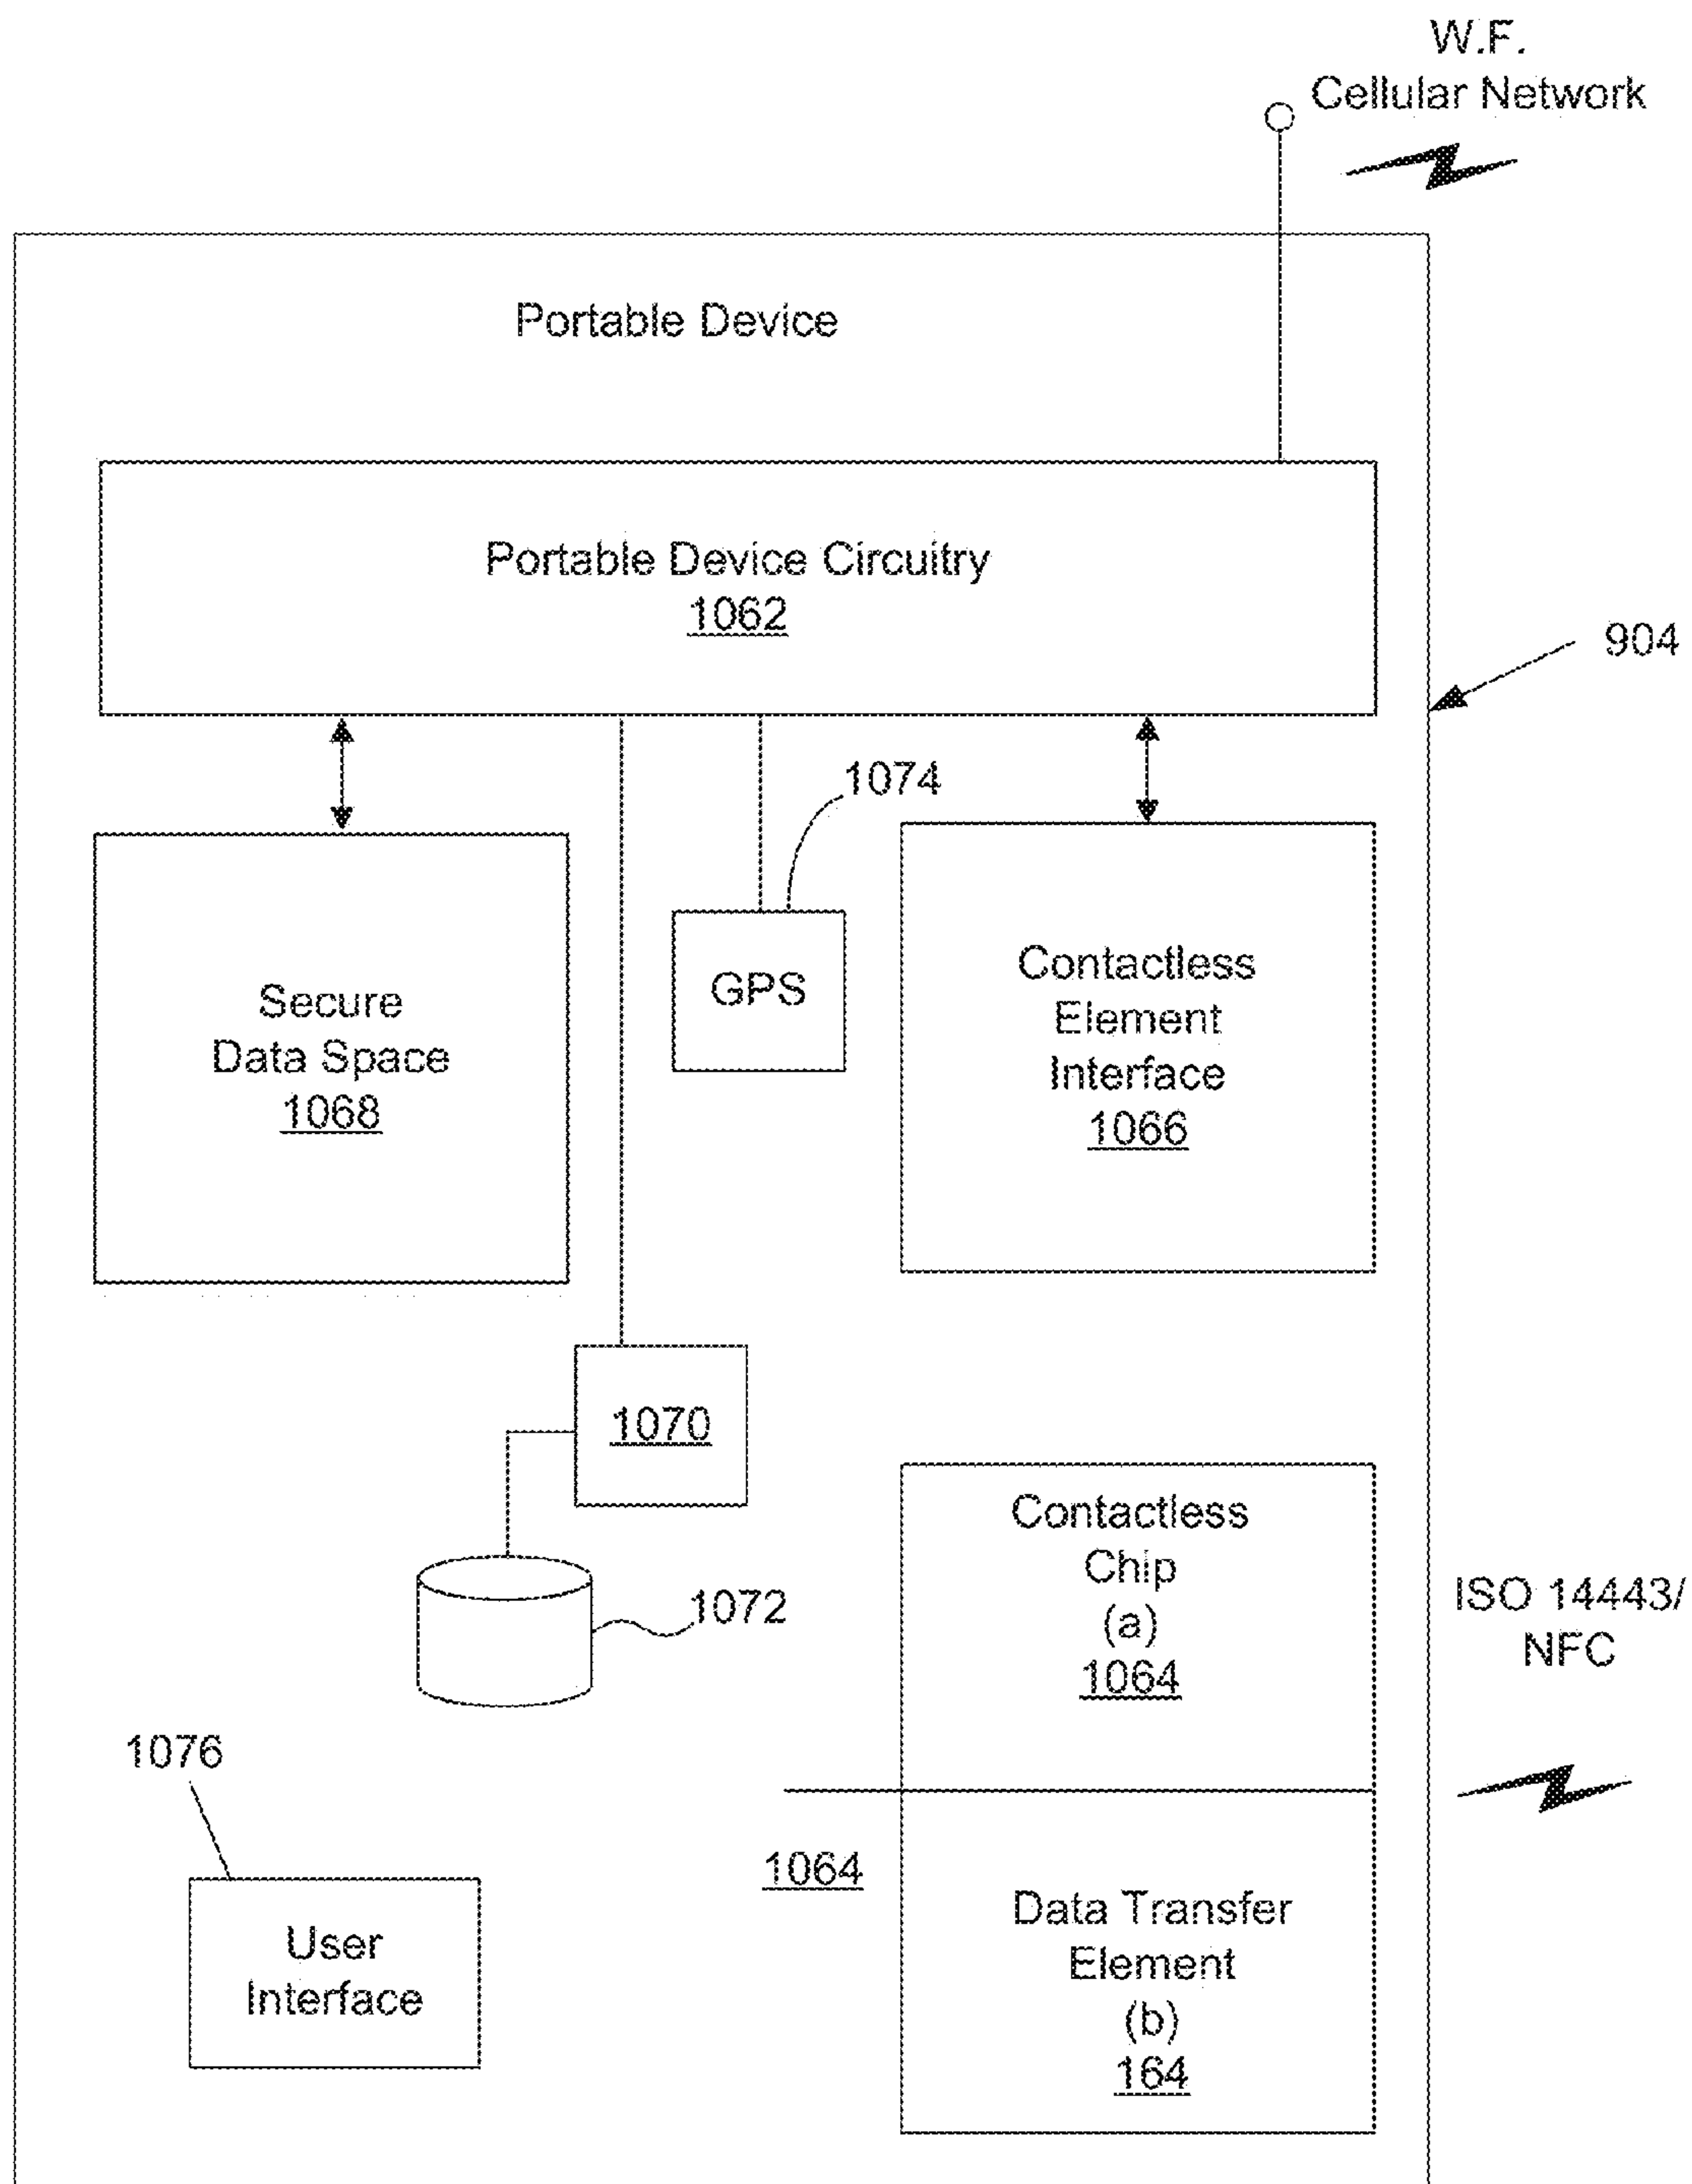 W.F.
Cellular Network
Portable Device
Portable Device Circuitry
1062
904
1074
Secure
Data Space
1068
GPS
Contactless
Element
Interface
1066
1070
1072
Contactless
Chip
(a)
1064
ISO 14443/
NFC
1076
1064
User
Interface
Data Transfer
Element
(b)
164